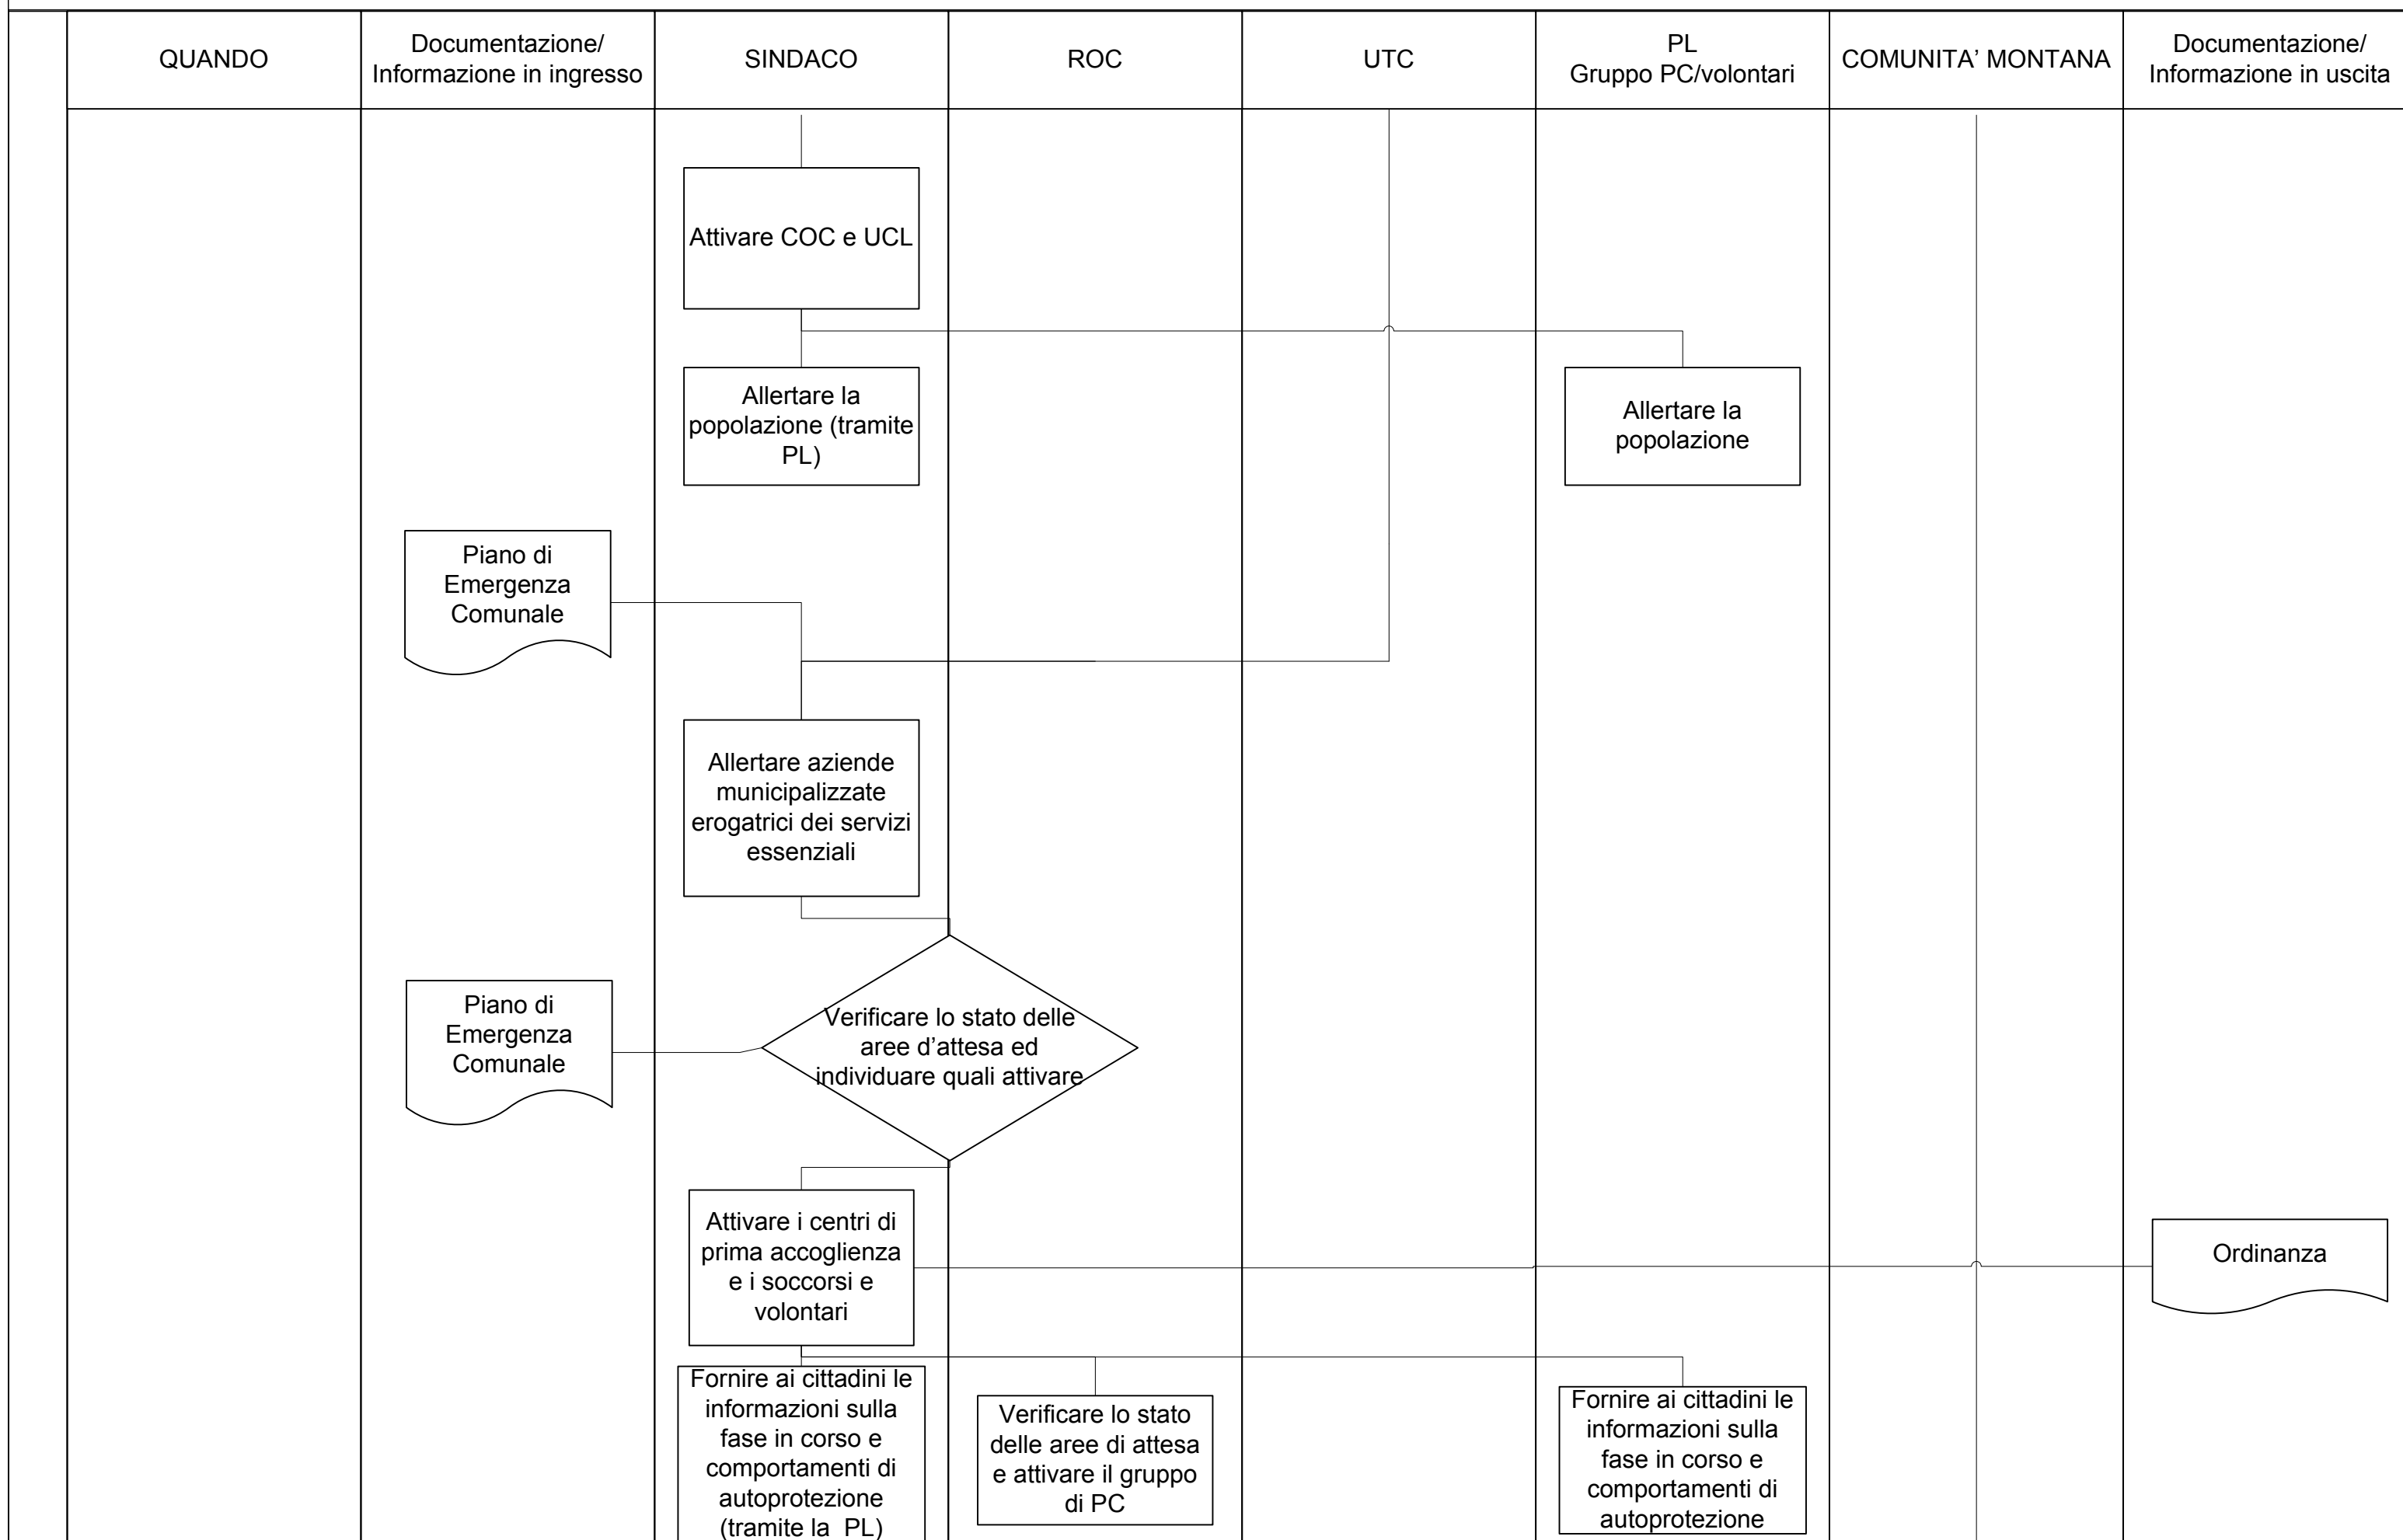 QUANDO
Documentazione/
Informazione in ingresso
SINDACO
ROC
UTC
PL
Gruppo PC/volontari
COMUNITA’ MONTANA
Documentazione/
Informazione in uscita
Attivare COC e UCL
Allertare la
popolazione (tramite
PL)
Allertare la
popolazione
Piano di
Emergenza
Comunale
Allertare aziende
municipalizzate
erogatrici dei servizi
essenziali
Piano di
Emergenza
Comunale
Verificare lo stato delle
aree d’attesa ed
individuare quali attivare
Attivare i centri di
prima accoglienza
e i soccorsi e
volontari
Ordinanza
Fornire ai cittadini le
informazioni sulla
fase in corso e
comportamenti di
autoprotezione
(tramite la  PL)
Verificare lo stato
delle aree di attesa
e attivare il gruppo
di PC
Fornire ai cittadini le
informazioni sulla
fase in corso e
comportamenti di
autoprotezione